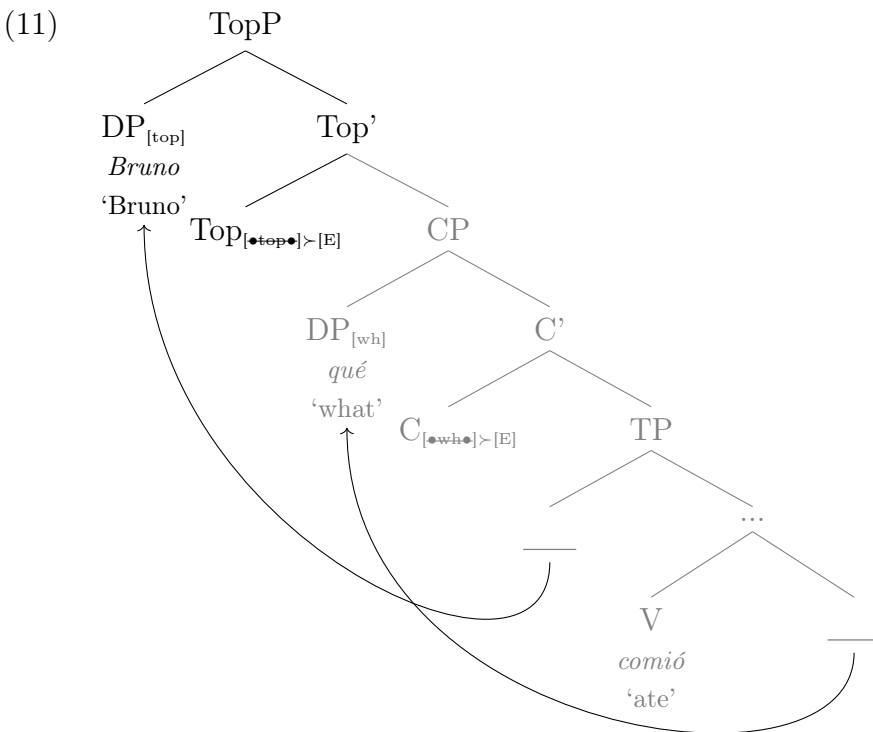 (11)
TopP
DP[top] Top’
Bruno
‘Bruno’
Top[•top•]≻[E] CP
DP[wh] C’
qué
‘what’
C[•wh•]≻[E] TP
...
V
comió
‘ate’